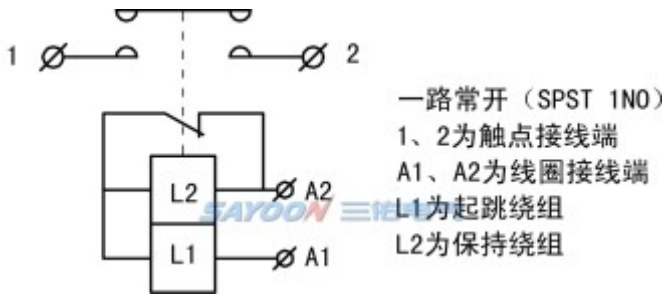 1
2
一路常开（SPST 1NO）
1、2为触点接线端
A1、A2为线圈接线端
L1为起跳绕组
L2为保持绕组
L2
A2
SAYOON 三佑
L1
A1